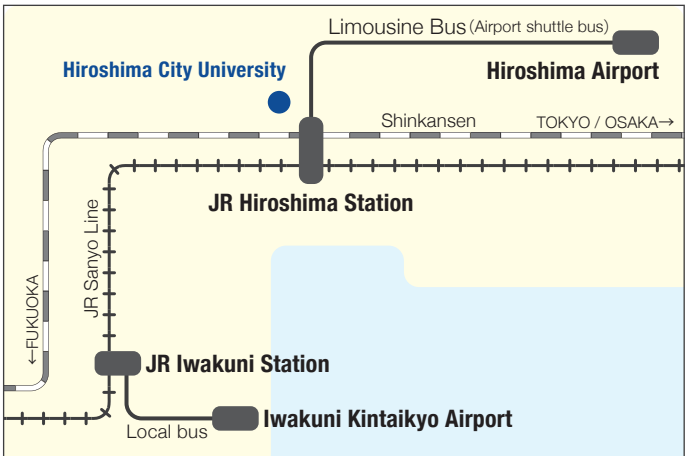 Limousine Bus (Airport shuttle bus)
Hiroshima City University
Hiroshima Airport
Shinkansen
TOKYO / OSAKA→
JR Hiroshima Station
JR Sanyo Line
←FUKUOKA
JR Iwakuni Station
Iwakuni Kintaikyo Airport
Local bus